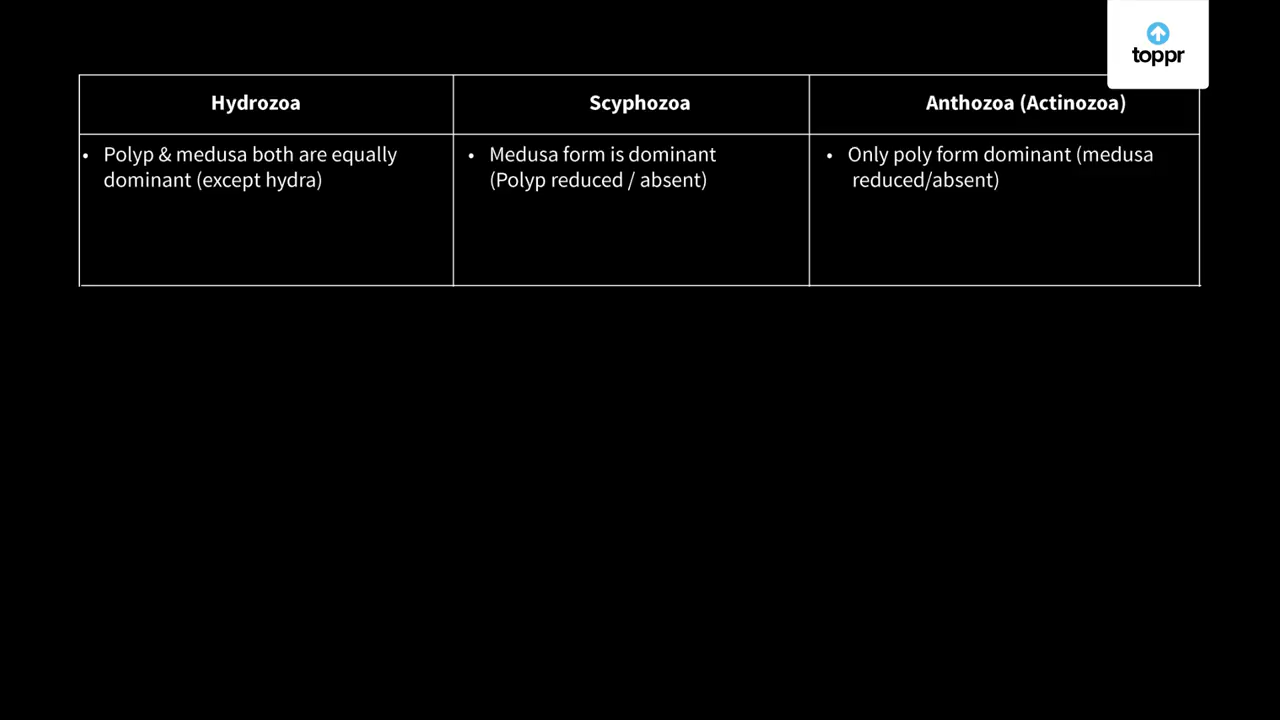 toppr
Hydrozoa
Scyphozoa
Anthozoa (Actinozoa)
• Polyp & medusa both are equally
dominant (except hydra)
• Medusa form is dominant
(Polyp reduced / absent)
• Only poly form dominant (medusa
reduced/absent)